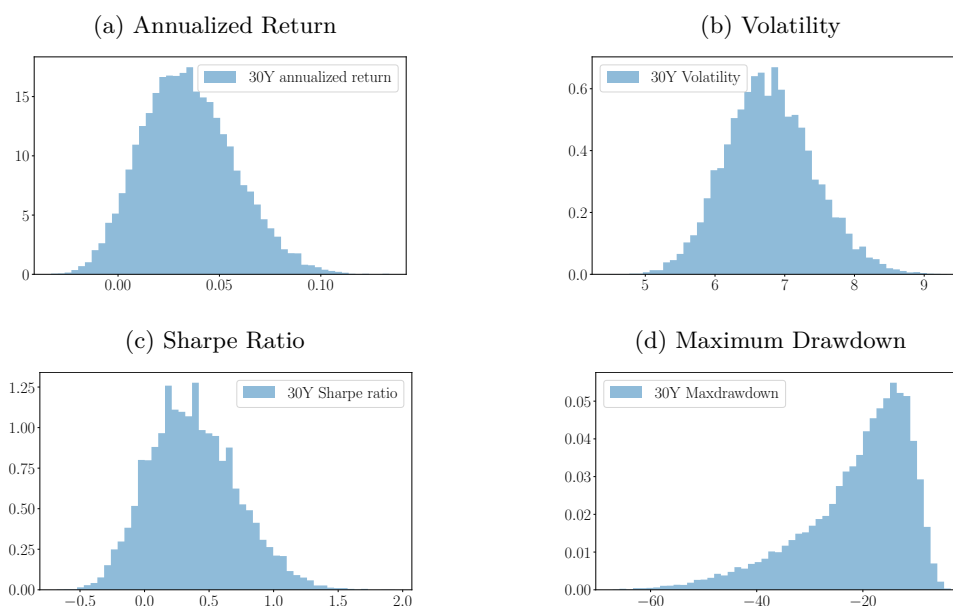 (a) Annualized Return
30Y annualized return
15
10
5
0
0.00 0.05 0.10
(b) Volatility
30Y Volatility
0.6
0.4
0.2
0.0
5 6 7 8 9
(c) Sharpe Ratio
30Y Sharpe ratio
1.25
1.00
0.75
0.50
0.25
0.00
−0.5 0.0 0.5 1.0 1.5 2.0
(d) Maximum Drawdown
30Y Maxdrawdown
0.05
0.04
0.03
0.02
0.01
0.00
−60 −40 −20